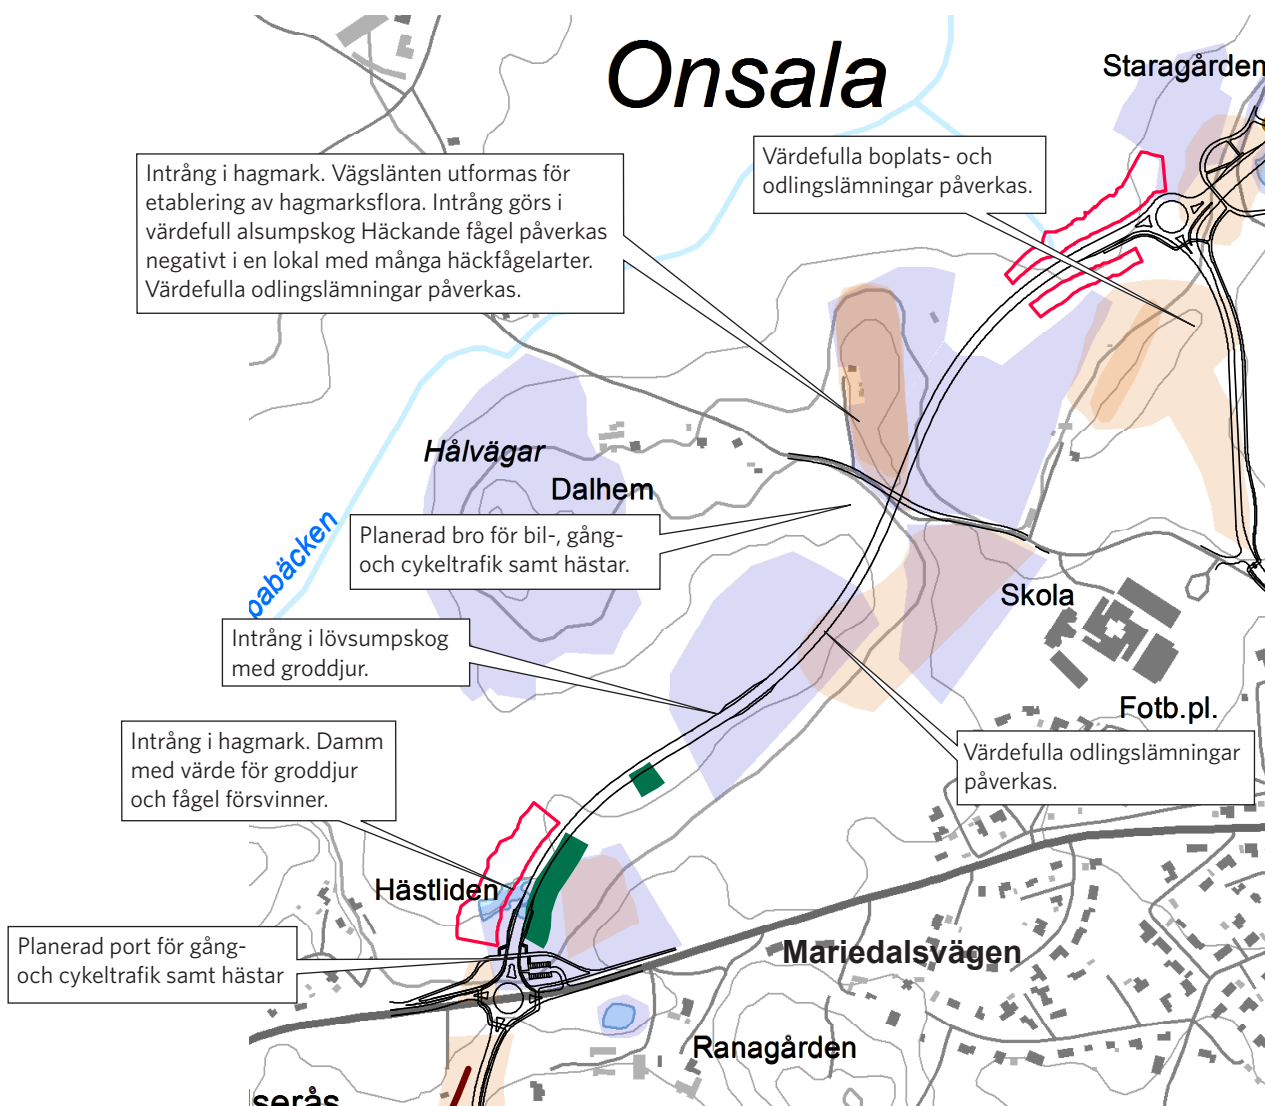 Onsala
Staragården
Intrång i hagmark. Vägslänten utformas för
etablering av hagmarksflora. Intrång görs i
värdefull alsumpskog Häckande fågel påverkas
negativt i en lokal med många häckfågelarter.
Värdefulla odlingslämningar påverkas.
Värdefulla boplats- och
odlingslämningar påverkas.
Hålvägar
Dalhem
Planerad bro för bil-, gång-
och cykeltrafik samt hästar.
pabäcken
Skola
Intrång i lövsumpskog
med groddjur.
Fotb.pl.
Intrång i hagmark. Damm
med värde för groddjur
och fågel försvinner.
Värdefulla odlingslämningar
påverkas.
Hästliden
Planerad port för gång-
och cykeltrafik samt hästar
Mariedalsvägen
Ranagården
serås